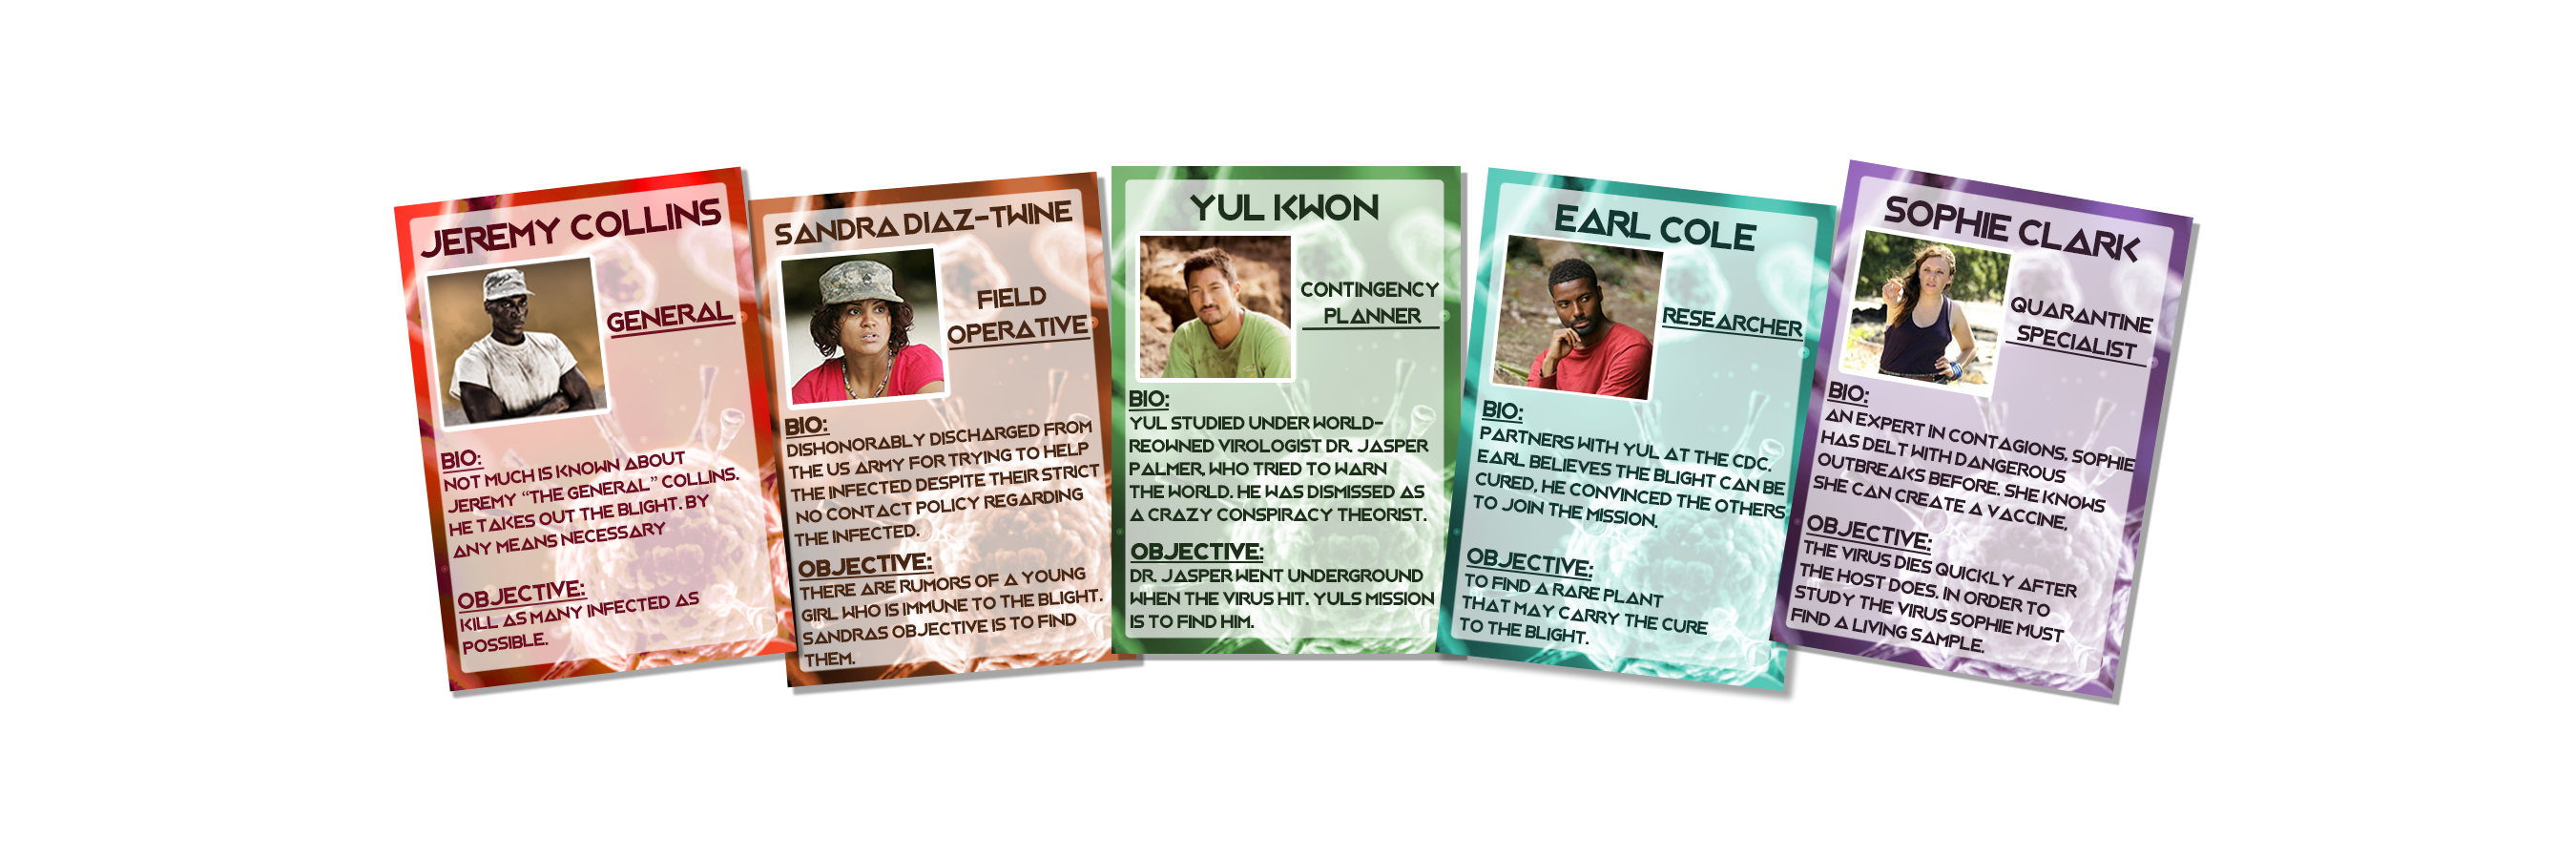 JEREMY COLLINS
GENERAL
BIO:
NOT MUCH IS KNOWN ABOUT
JEREMY “THE GENERAL” COLLINS.
HE TAKES OUT THE BLIGHT. BY
ANY MEANS NECESSARY
OBJECTIVE:
KILL AS MANY INFECTED AS
POSSIBLE.
SANDRA DIAZ-TWINE
FIELD
OPERATIVE
BIO:
DISHONORABLY DISCHARGED FROM
THE US ARMY FOR TRYING TO HELP
THE INFECTED DESPITE THEIR STRICT
NO CONTACT POLICY REGARDING
THE INFECTED.
OBJECTIVE:
THERE ARE RUMORS OF A YOUNG
GIRL WHO IS IMMUNE TO THE BLIGHT.
SANDRAS OBJECTIVE IS TO FIND
THEM.
YUL KWON
CONTINGENCY
PLANNER
BIO:
YUL STUDIED UNDER WORLD-
REOWNED VIROLOGIST DR. JASPER
PALMER, WHO TRIED TO WARN
THE WORLD. HE WAS DISMISSED AS
A CRAZY CONSPIRACY THEORIST.
OBJECTIVE:
DR. JASPER WENT UNDERGROUND
WHEN THE VIRUS HIT. YULS MISSION
IS TO FIND HIM.
EARL COLE
RESEARCHER
BIO:
PARTNERS WITH YUL AT THE CDC.
EARL BELIEVES THE BLIGHT CAN BE
CURED, HE CONVINCED THE OTHERS
TO JOIN THE MISSION.
OBJECTIVE:
TO FIND A RARE PLANT
THAT MAY CARRY THE CURE
TO THE BLIGHT.
SOPHIE CLARK
QUARANTINE
SPECIALIST
BIO:
AN EXPERT IN CONTAGIONS, SOPHIE
HAS DELT WITH DANGEROUS
OUTBREAKS BEFORE. SHE KNOWS
SHE CAN CREATE A VACCINE.
OBJECTIVE:
THE VIRUS DIES QUICKLY AFTER
THE HOST DOES. IN ORDER TO
STUDY THE VIRUS SOPHIE MUST
FIND A LIVING SAMPLE.